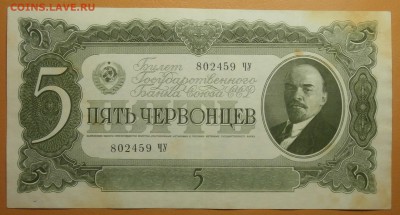 COINS.LAVE.RU
Билет 802459 ЧУ
Государственного
Банка Союза ССР
5 ПЯТЬ ЧЕРВОНЦЕВ
802459 ЧУ
5